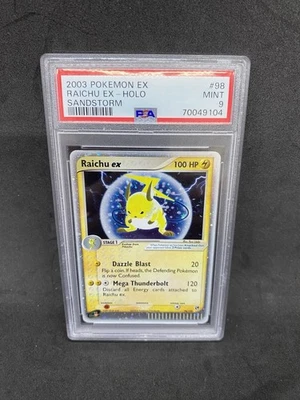 2003 POKEMON EX #98
RAICHU EX - HOLO MINT
SANDSTORM PSA 9
70049104
Raichu ex 100 HP
STAGE 1
Dazzle Blast 20
Flip a coin. If heads, the Defending Pokémon
is now Confused.
Mega Thunderbolt 120
Discard all Energy cards attached to
Raichu ex.